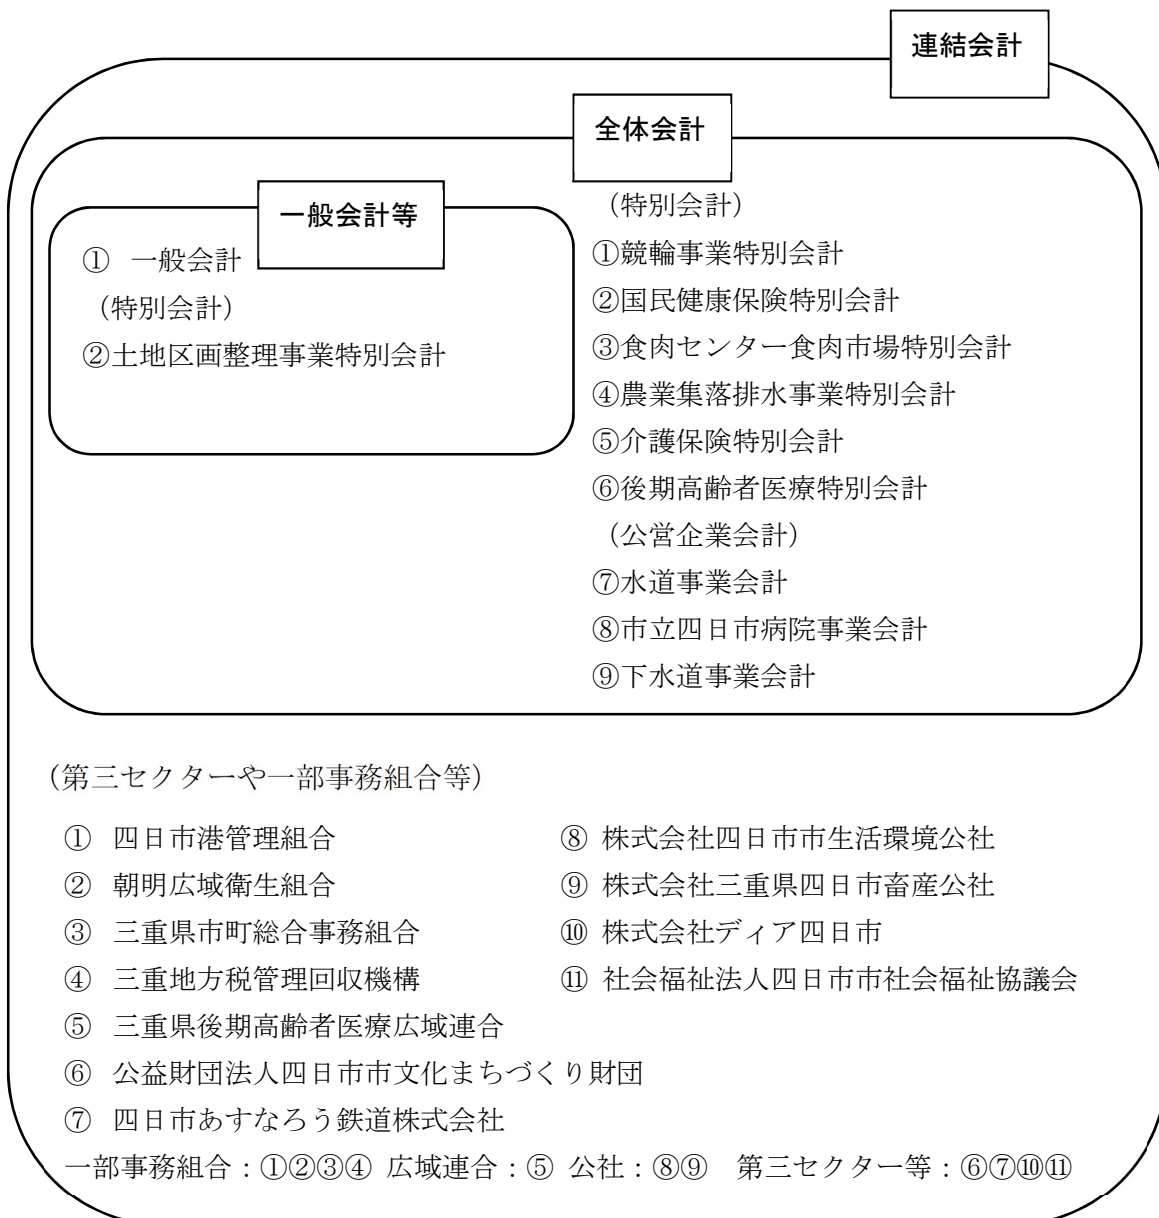 連結会計
全体会計
一般会計等
① 一般会計
（特別会計）
②土地区画整理事業特別会計
（特別会計）
①競輪事業特別会計
②国民健康保険特別会計
③食肉センター食肉市場特別会計
④農業集落排水事業特別会計
⑤介護保険特別会計
⑥後期高齢者医療特別会計
（公営企業会計）
⑦水道事業会計
⑧市立四日市病院事業会計
⑨下水道事業会計
（第三セクターや一部事務組合等）
① 四日市港管理組合
② 朝明広域衛生組合
③ 三重県市町総合事務組合
④ 三重地方税管理回収機構
⑤ 三重県後期高齢者医療広域連合
⑥ 公益財団法人四日市市文化まちづくり財団
⑦ 四日市あすなろう鉄道株式会社
⑧ 株式会社四日市市生活環境公社
⑨ 株式会社三重県四日市畜産公社
⑩ 株式会社ディア四日市
⑪ 社会福祉法人四日市市社会福祉協議会
一部事務組合：①②③④ 広域連合：⑤ 公社：⑧⑨ 第三セクター等：⑥⑦⑩⑪